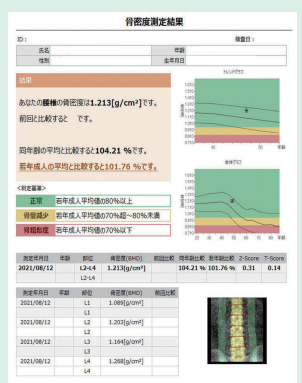 骨密度測定結果
ID: 検査日:
氏名 年齢
性別 生年月日
結果
あなたの腰椎の骨密度は1.213[g/cm²]です。
前回と比較すると です。
同年齢の平均と比較すると104.21 %です。
若年成人の平均と比較すると101.76 %です。
<判定基準>
正常 若年成人平均値の80%以上
骨量減少 若年成人平均値の70%超~80%未満
骨粗鬆症 若年成人平均値の70%以下
測定年月日 年齢 部位 骨密度(BMD) 前回比較 同年齢比較 若年齢比較 Z-Score T-Score
2021/08/12 L2-L4 1.213[g/cm²] 104.21 % 101.76 % 0.31 0.14
L2-L4
測定年月日 年齢 部位 骨密度(BMD) 前回比較
2021/08/12 L1 1.089[g/cm²]
L1
2021/08/12 L2 1.203[g/cm²]
L2
2021/08/12 L3 1.164[g/cm²]
L3
2021/08/12 L4 1.268[g/cm²]
L4